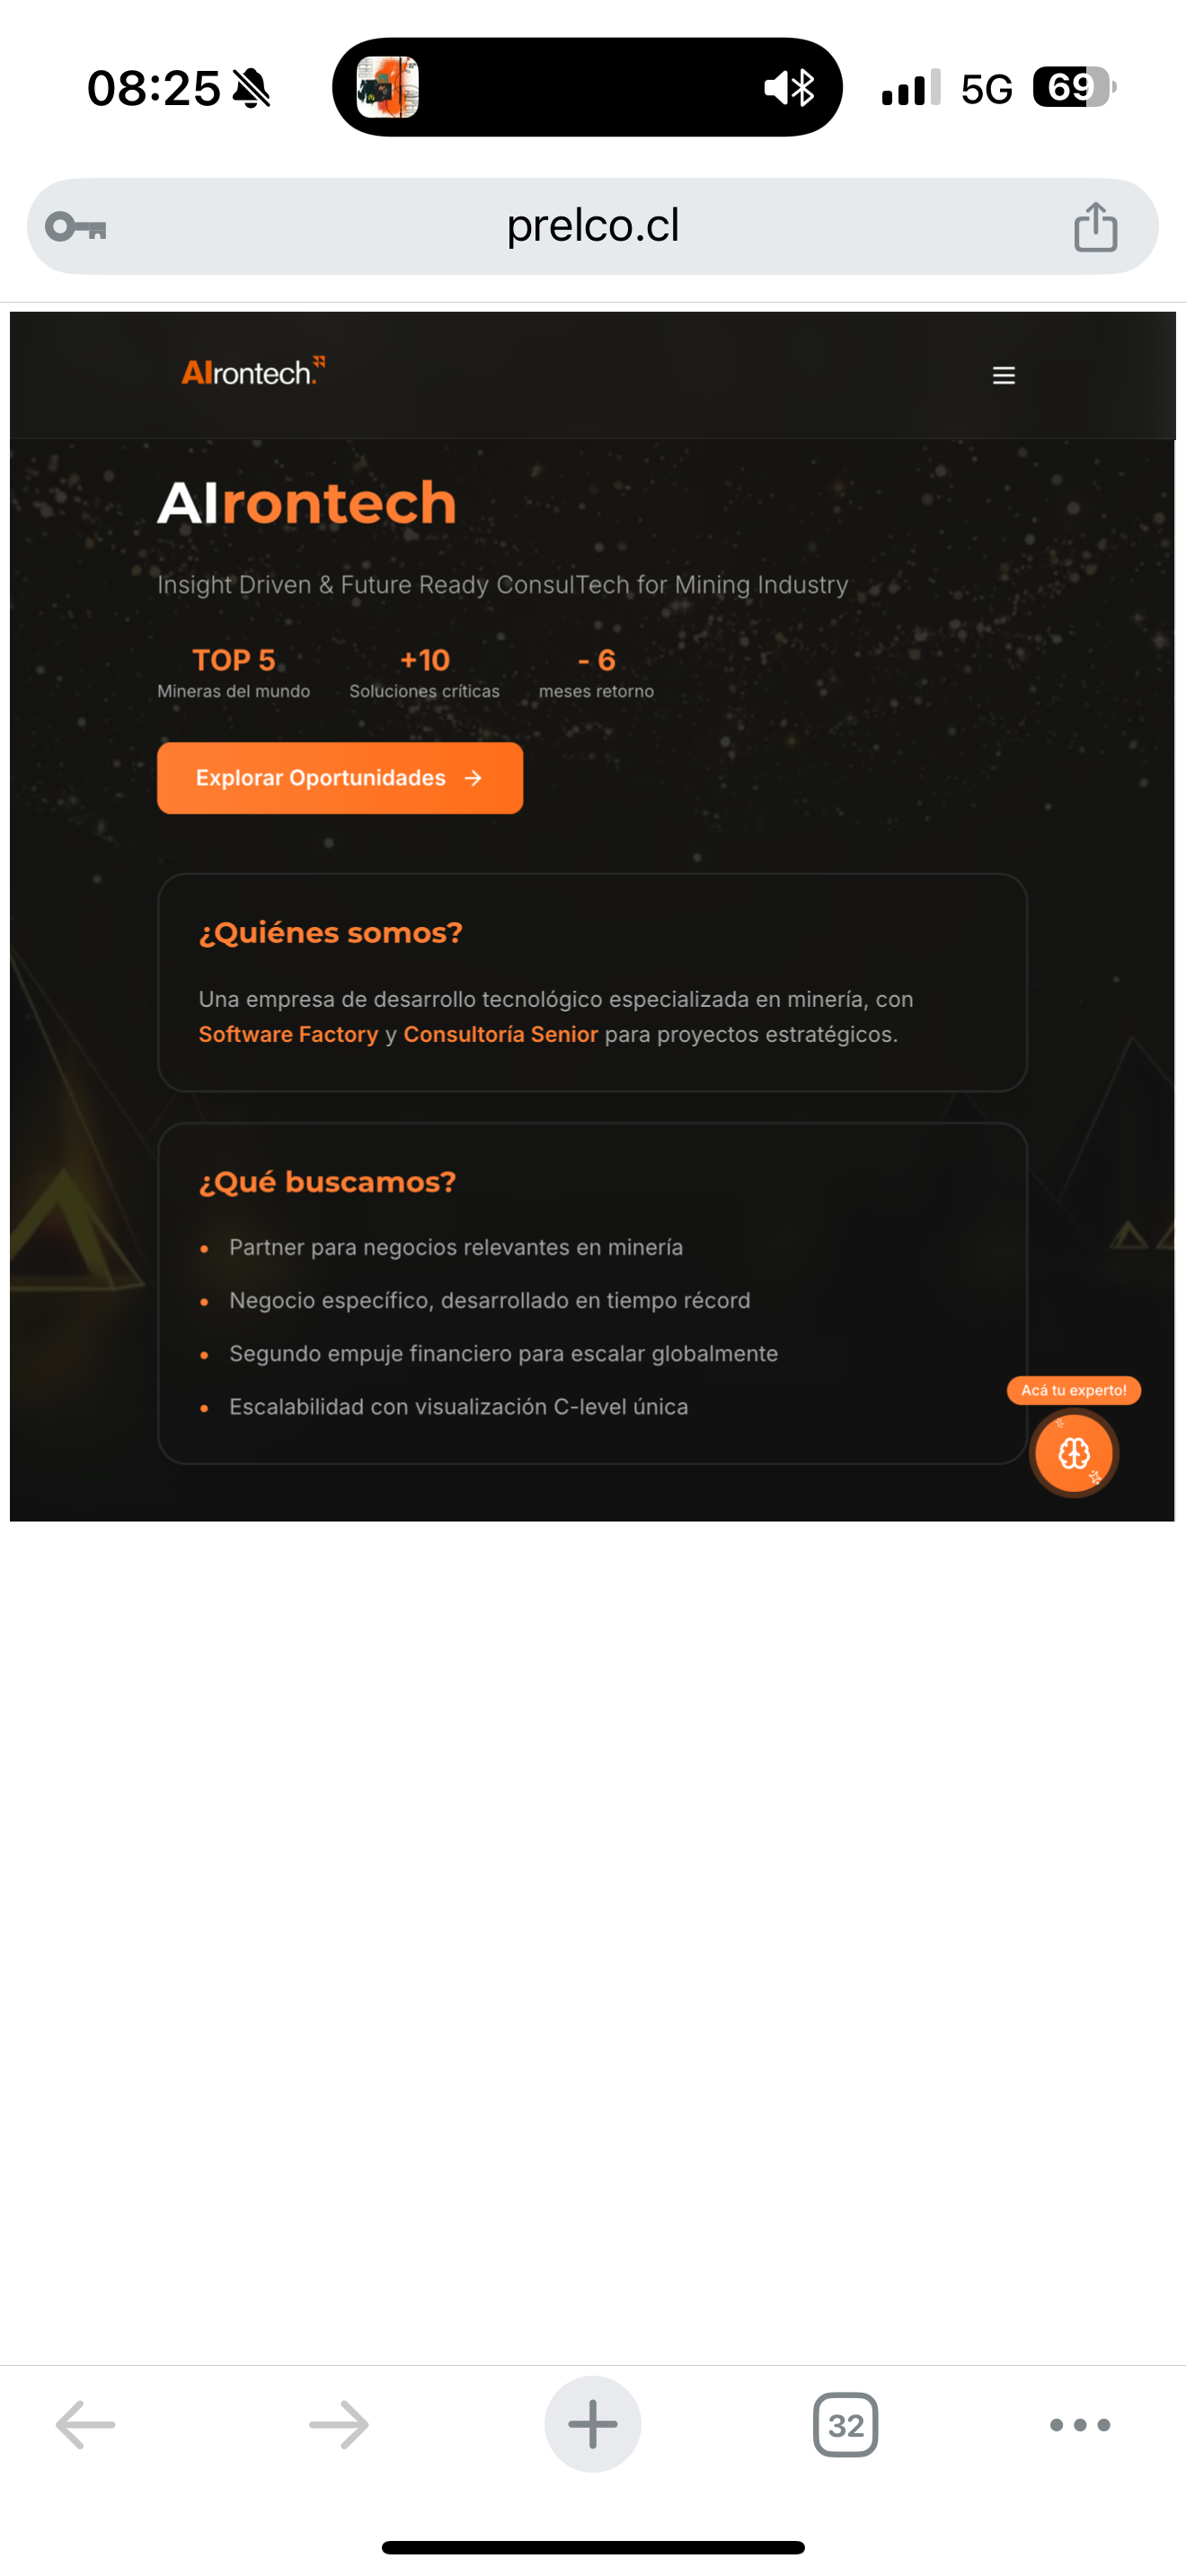 08:25
5G
69
prelco.cl
AIrontech.
AIrontech
Insight Driven & Future Ready ConsulTech for Mining Industry
TOP 5
Mineras del mundo
+10
Soluciones críticas
- 6
meses retorno
Explorar Oportunidades →
¿Quiénes somos?
Una empresa de desarrollo tecnológico especializada en minería, con
Software Factory y Consultoría Senior para proyectos estratégicos.
¿Qué buscamos?
• Partner para negocios relevantes en minería
• Negocio específico, desarrollado en tiempo récord
• Segundo empuje financiero para escalar globalmente
• Escalabilidad con visualización C-level única
Acá tu experto!
32